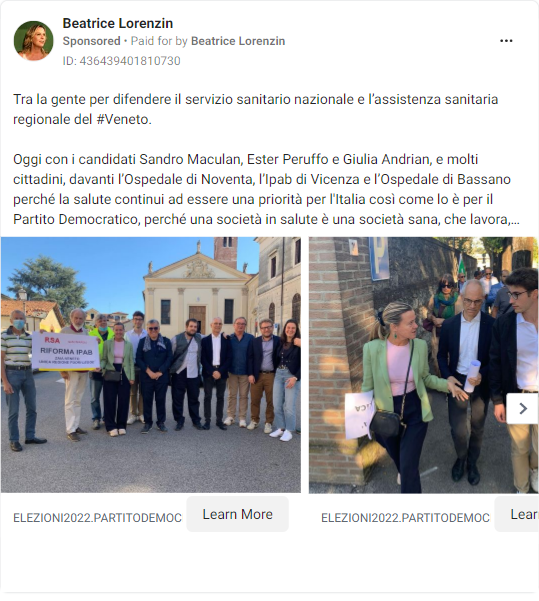 Beatrice Lorenzin
Sponsored • Paid for by Beatrice Lorenzin
ID: 436439401810730
Tra la gente per difendere il servizio sanitario nazionale e l'assistenza sanitaria
regionale del #Veneto.
Oggi con i candidati Sandro Maculan, Ester Peruffo e Giulia Andrian, e molti
cittadini, davanti l'Ospedale di Noventa, l'Ipab di Vicenza e l'Ospedale di Bassano
perché la salute continui ad essere una priorità per l'Italia così come lo è per il
Partito Democratico, perché una società in salute è una società sana, che lavora,...
RSA
RIFORMA IPAB
P
ELEZIONI2022.PARTITODEMOC
Learn More
ELEZIONI2022.PARTITODEMOC
Lear